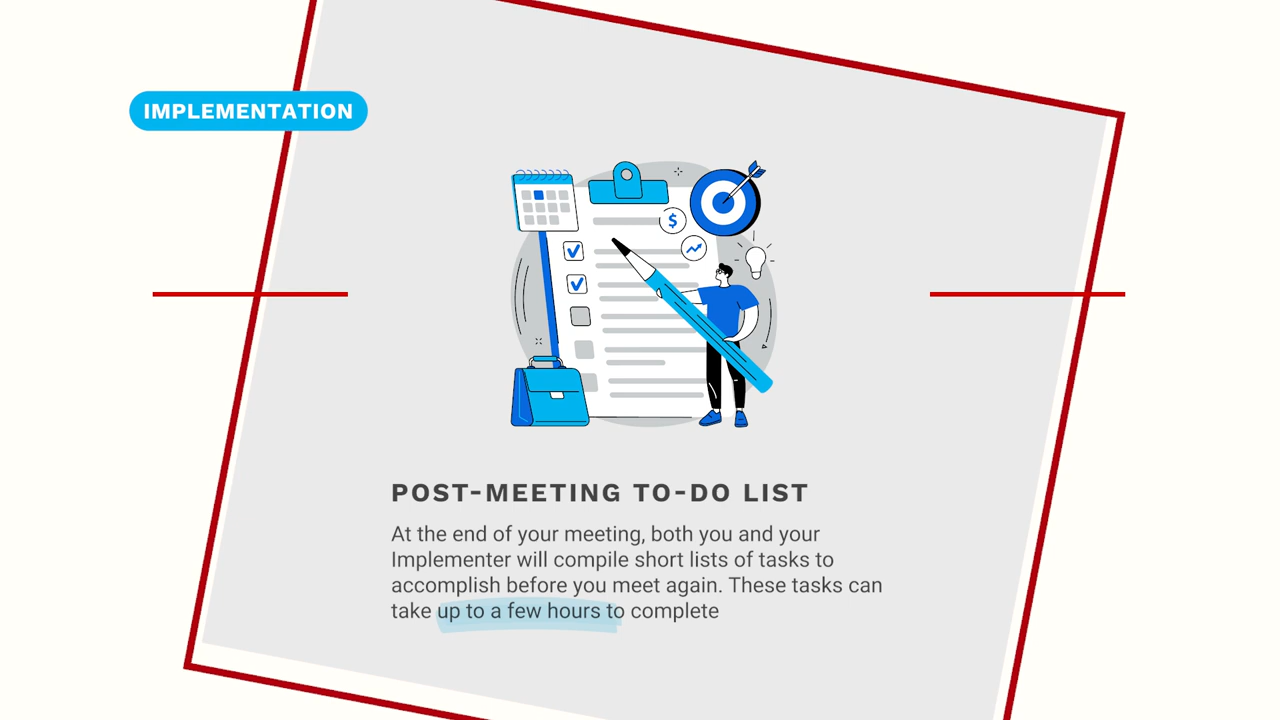 IMPLEMENTATION
$
POST-MEETING TO-DO LIST
At the end of your meeting, both you and your
Implementer will compile short lists of tasks to
accomplish before you meet again. These tasks can
take up to a few hours to complete